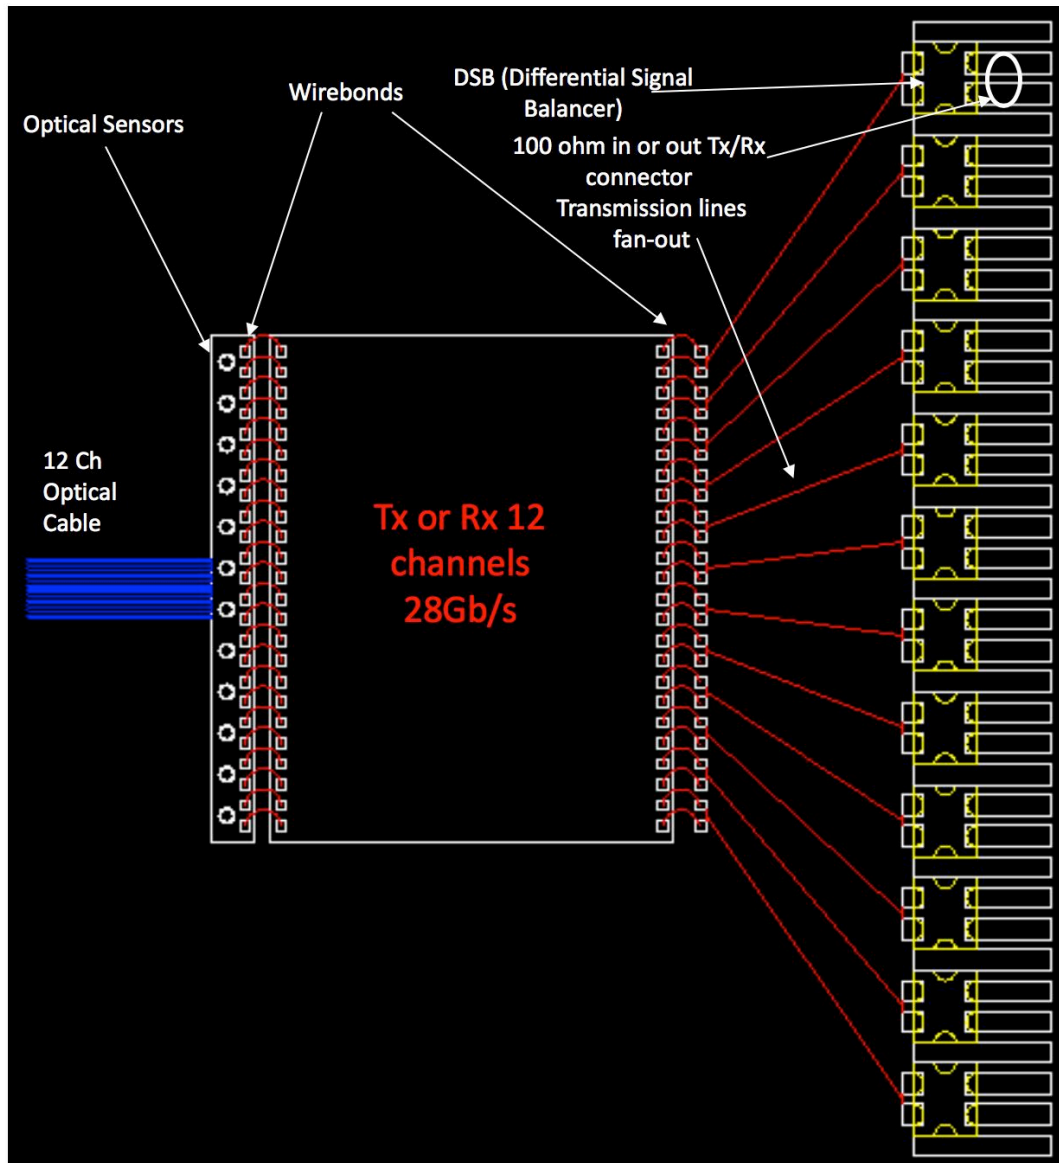 DSB (Differential Signal
Balancer)
Wirebonds
Optical Sensors
100 ohm in or out Tx/Rx
connector
Transmission lines
fan-out
12 Ch
Optical
Cable
Tx or Rx 12
channels
28Gb/s